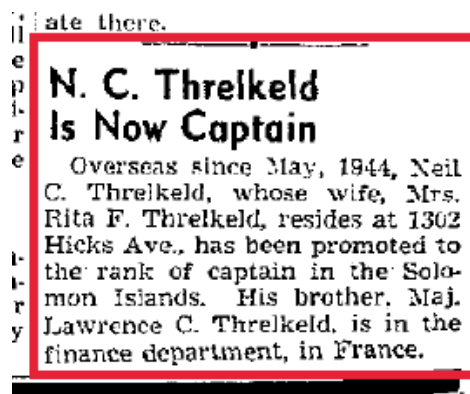 ate there.
N. C. Threlkeld
Is Now Captain
Overseas since May, 1944, Neil
C. Threlkeld, whose wife, Mrs.
Rita F. Threlkeld, resides at 1302
Hicks Ave., has been promoted to
the rank of captain in the Solo-
mon Islands. His brother, Maj.
Lawrence C. Threlkeld, is in the
finance department, in France.